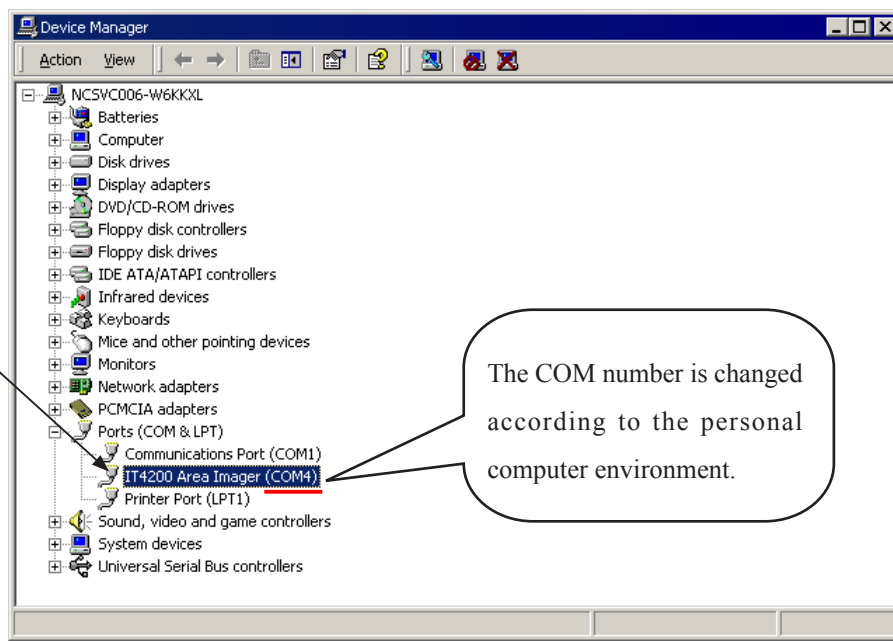 Device Manager
Action View
NCSVC006-W6KKXL
Batteries
Computer
Disk drives
Display adapters
DVD/CD-ROM drives
Floppy disk controllers
Floppy disk drives
IDE ATA/ATAPI controllers
Infrared devices
Keyboards
Mice and other pointing devices
Monitors
Network adapters
PCMCIA adapters
Ports (COM & LPT)
Communications Port (COM1)
IT4200 Area Imager (COM4)
Printer Port (LPT1)
Sound, video and game controllers
System devices
Universal Serial Bus controllers
The COM number is changed
according to the personal
computer environment.